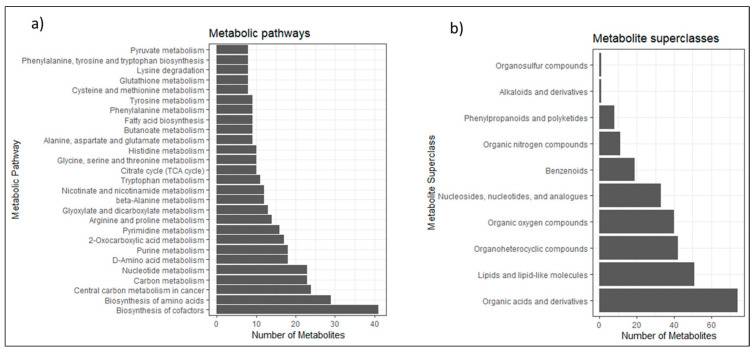 a)
Metabolic pathways
Metabolic Pathway
Pyruvate metabolism
Phenylalanine, tyrosine and tryptophan biosynthesis
Lysine degradation
Glutathione metabolism
Cysteine and methionine metabolism
Tyrosine metabolism
Phenylalanine metabolism
Fatty acid biosynthesis
Butanoate metabolism
Alanine, aspartate and glutamate metabolism
Histidine metabolism
Glycine, serine and threonine metabolism
Citrate cycle (TCA cycle)
Tryptophan metabolism
Nicotinate and nicotinamide metabolism
beta-Alanine metabolism
Glyoxylate and dicarboxylate metabolism
Arginine and proline metabolism
Pyrimidine metabolism
2-Oxocarboxylic acid metabolism
Purine metabolism
D-Amino acid metabolism
Nucleotide metabolism
Carbon metabolism
Central carbon metabolism in cancer
Biosynthesis of amino acids
Biosynthesis of cofactors
0 10 20 30 40
Number of Metabolites
b)
Metabolite superclasses
Metabolite Superclass
Organosulfur compounds
Alkaloids and derivatives
Phenylpropanoids and polyketides
Organic nitrogen compounds
Benzenoids
Nucleosides, nucleotides, and analogues
Organic oxygen compounds
Organoheterocyclic compounds
Lipids and lipid-like molecules
Organic acids and derivatives
0 20 40 60
Number of Metabolites